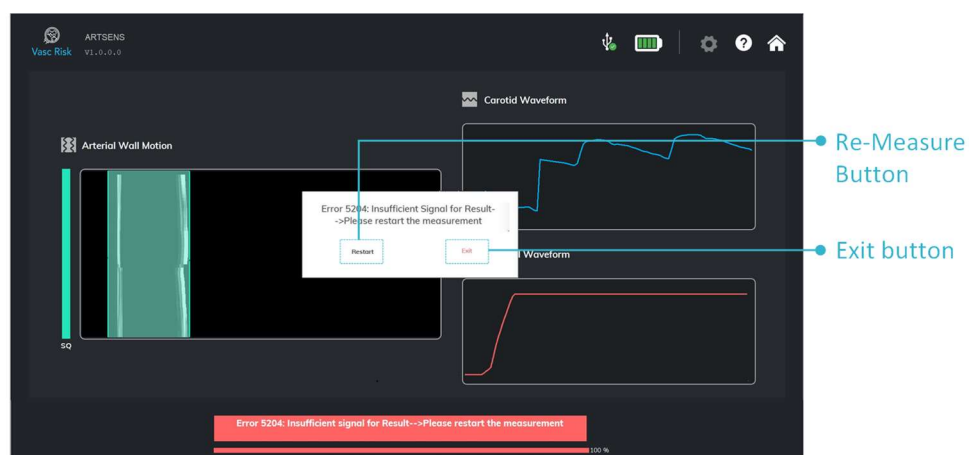 ARTSENS
Vasc Risk V1.0.0.0
Carotid Waveform
Arterial Wall Motion
Re-Measure
Button
Error 5204: Insufficient Signal for Result-
->Please restart the measurement
Restart
Exit
Exit button
Waveform
SQ
Error 5204: Insufficient signal for Result-->Please restart the measurement
100 %